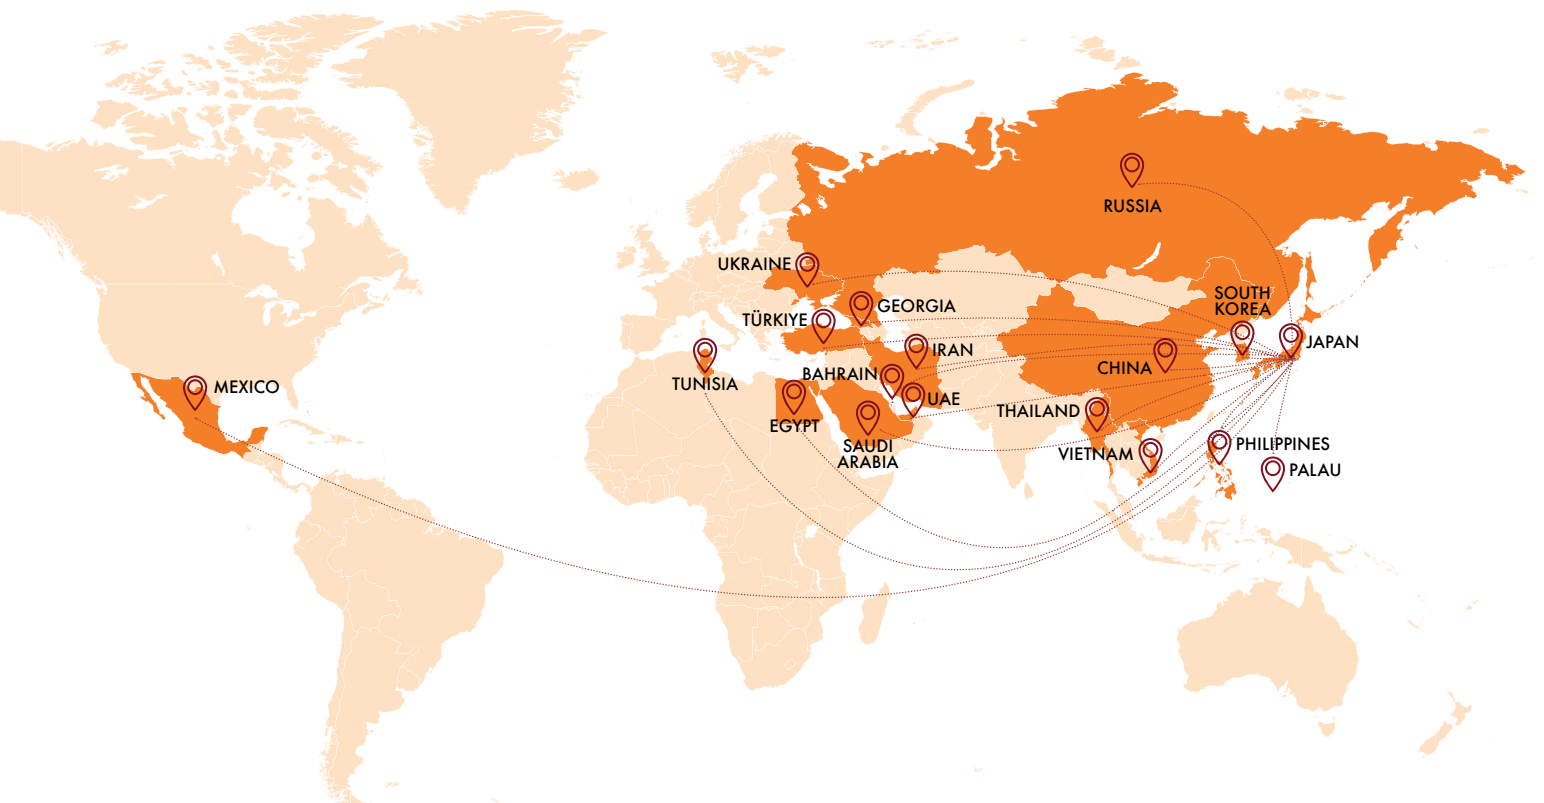 RUSSIA
UKRAINE
SOUTH
KOREA
GEORGIA
TÜRKIYE
JAPAN
IRAN
CHINA
BAHRAIN
TUNISIA
MEXICO
UAE
THAILAND
EGYPT
PHILIPPINES
SAUDI
ARABIA
VIETNAM
PALAU